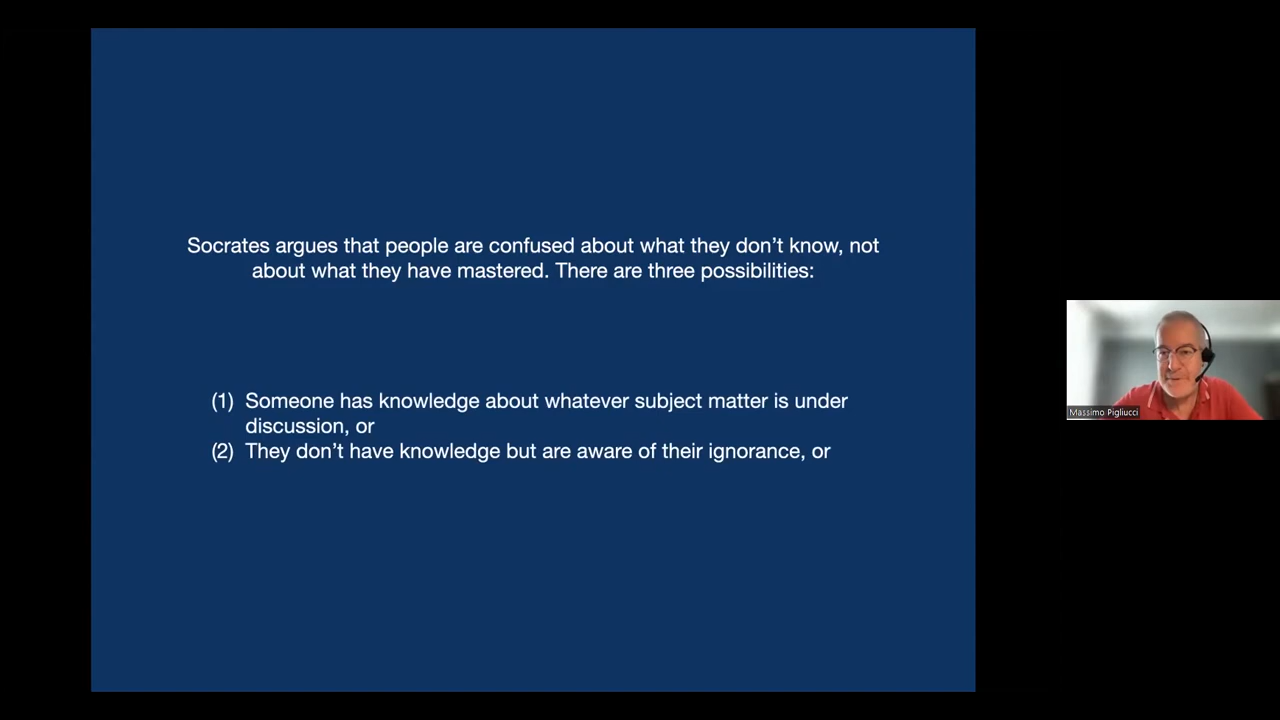 Socrates argues that people are confused about what they don’t know, not
about what they have mastered. There are three possibilities:
(1) Someone has knowledge about whatever subject matter is under
discussion, or
(2) They don’t have knowledge but are aware of their ignorance, or
Massimo Pigliucci